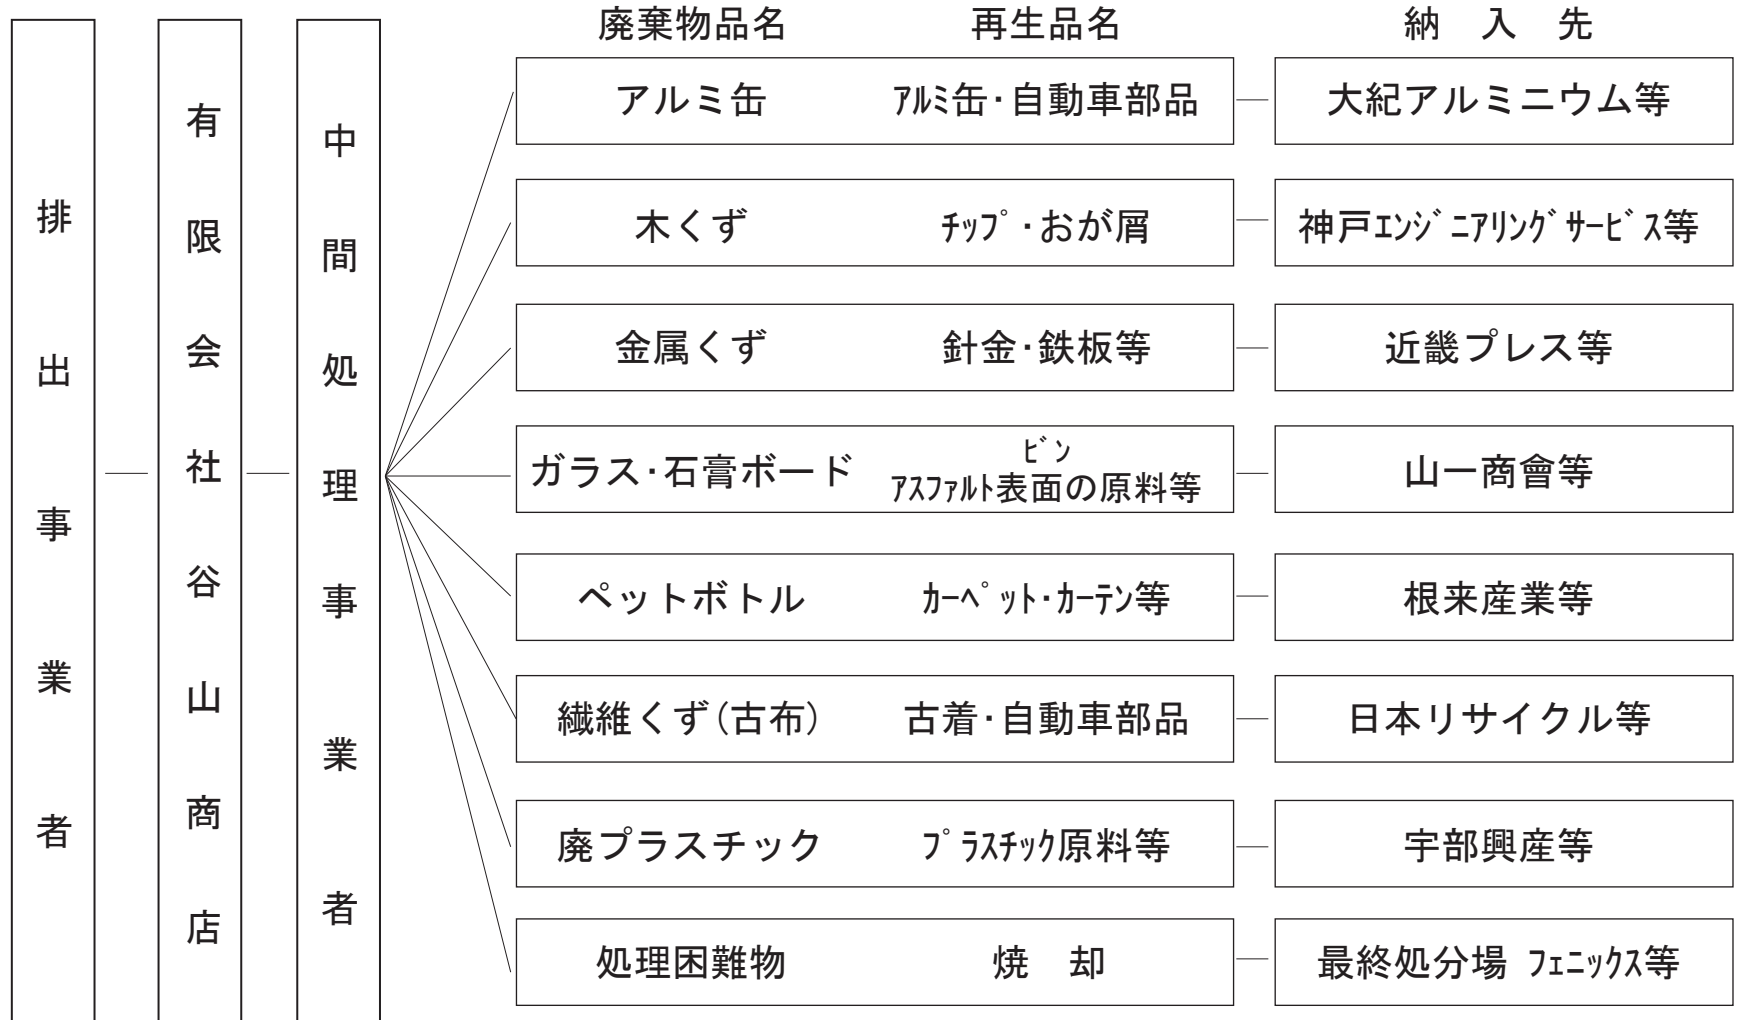 排出事業者
有限会社谷山商店
中間処理事業者
廃棄物品名 再生品名 納入先
アルミ缶 ｱﾙﾐ缶・自動車部品 大紀アルミニウム等
木くず ﾁｯﾌﾟ・おが屑 神戸ｴﾝｼﾞﾆｱﾘﾝｸﾞｻｰﾋﾞｽ等
金属くず 針金・鉄板等 近畿プレス等
ガラス・石膏ボード ﾋﾞﾝ
ｱｽﾌｧﾙﾄ表面の原料等 山一商會等
ペットボトル ｶｰﾍﾟｯﾄ・ｶｰﾃﾝ等 根来産業等
繊維くず(古布) 古着・自動車部品 日本リサイクル等
廃プラスチック ﾌﾟﾗｽﾁｯｸ原料等 宇部興産等
処理困難物 焼却 最終処分場 ﾌｪﾆｯｸｽ等